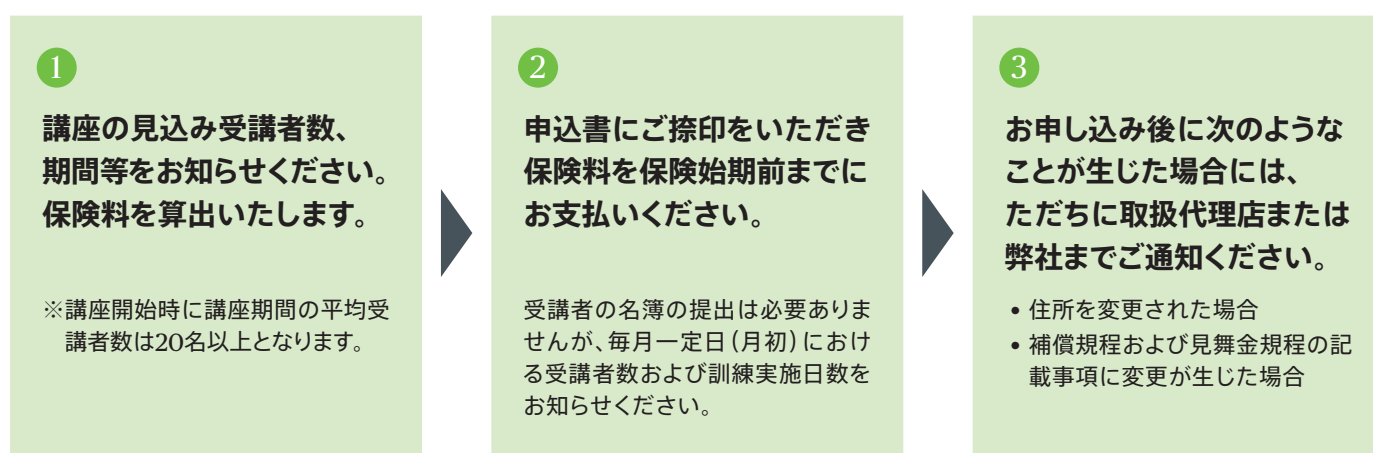 1
講座の見込み受講者数、
期間等をお知らせください。
保険料を算出いたします。
※講座開始時に講座期間の平均受
講者数は20名以上となります。
2
申込書にご捺印をいただき
保険料を保険始期前までに
お支払いください。
受講者の名簿の提出は必要ありま
せんが、毎月一定日(月初)におけ
る受講者数および訓練実施日数を
お知らせください。
3
お申し込み後に次のような
ことが生じた場合には、
ただちに取扱代理店または
弊社までご通知ください。
• 住所を変更された場合
• 補償規程および見舞金規程の記
載事項に変更が生じた場合